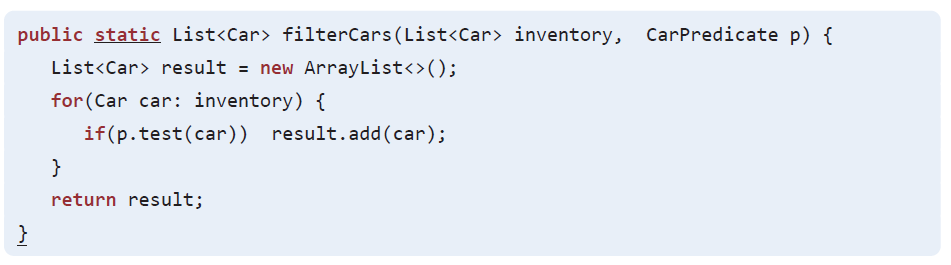 public static List<Car> filterCars(List<Car> inventory,  CarPredicate p) {
   List<Car> result = new ArrayList<>();
   for(Car car: inventory) {
      if(p.test(car))  result.add(car);
   }
   return result;
}